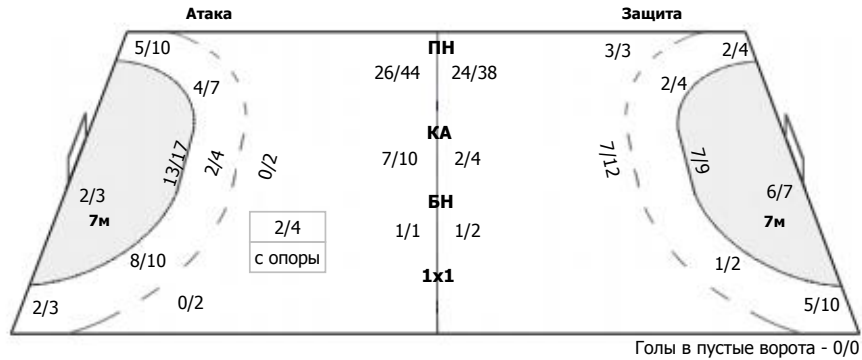 Атака Защита
5/10 ПН 3/3 2/4
26/44 24/38
4/7 2/4
КА
13/17 2/4 0/2 7/10 2/4 7/12 7/9
2/3 БН 6/7
7м 2/4 1/1 1/2 7м
8/10 с опоры 1/2
1x1
2/3 0/2 5/10
Голы в пустые ворота - 0/0